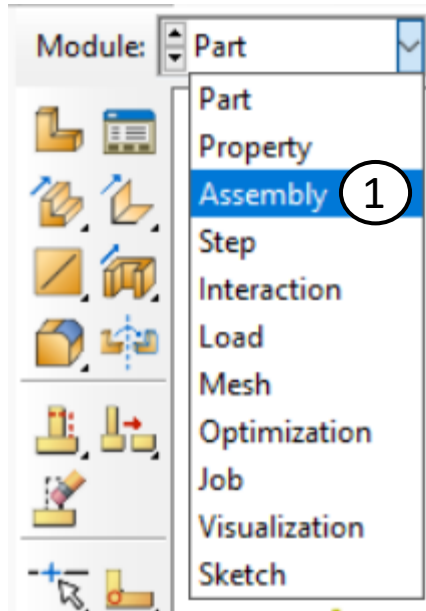 Module: Part
Part
Property
Assembly 1
Step
Interaction
Load
Mesh
Optimization
Job
Visualization
Sketch